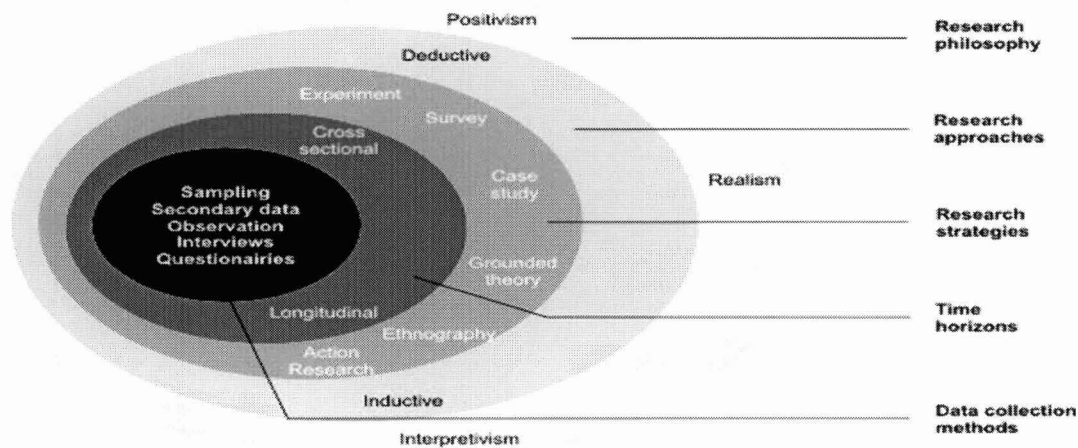 Positivism
Research
philosophy
Deductive
Experiment
Survey
Research
approaches
Cross
sectional
Case
study
Realism
Sampling
Secondary data
Observation
Interviews
Questionairies
Research
strategies
Grounded
theory
Longitudinal
Ethnography
Time
horizons
Action
Research
Inductive
Data collection
methods
Interpretivism